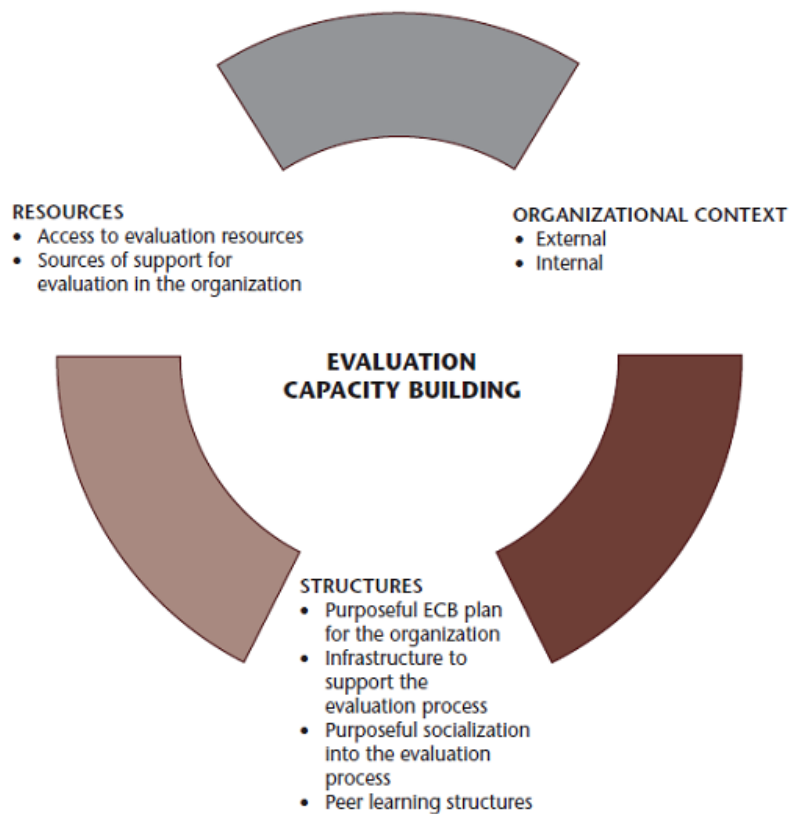 RESOURCES
• Access to evaluation resources
• Sources of support for
evaluation in the organization
ORGANIZATIONAL CONTEXT
• External
• Internal
EVALUATION
CAPACITY BUILDING
STRUCTURES
• Purposeful ECB plan
for the organization
• Infrastructure to
support the
evaluation process
• Purposeful socialization
into the evaluation
process
• Peer learning structures